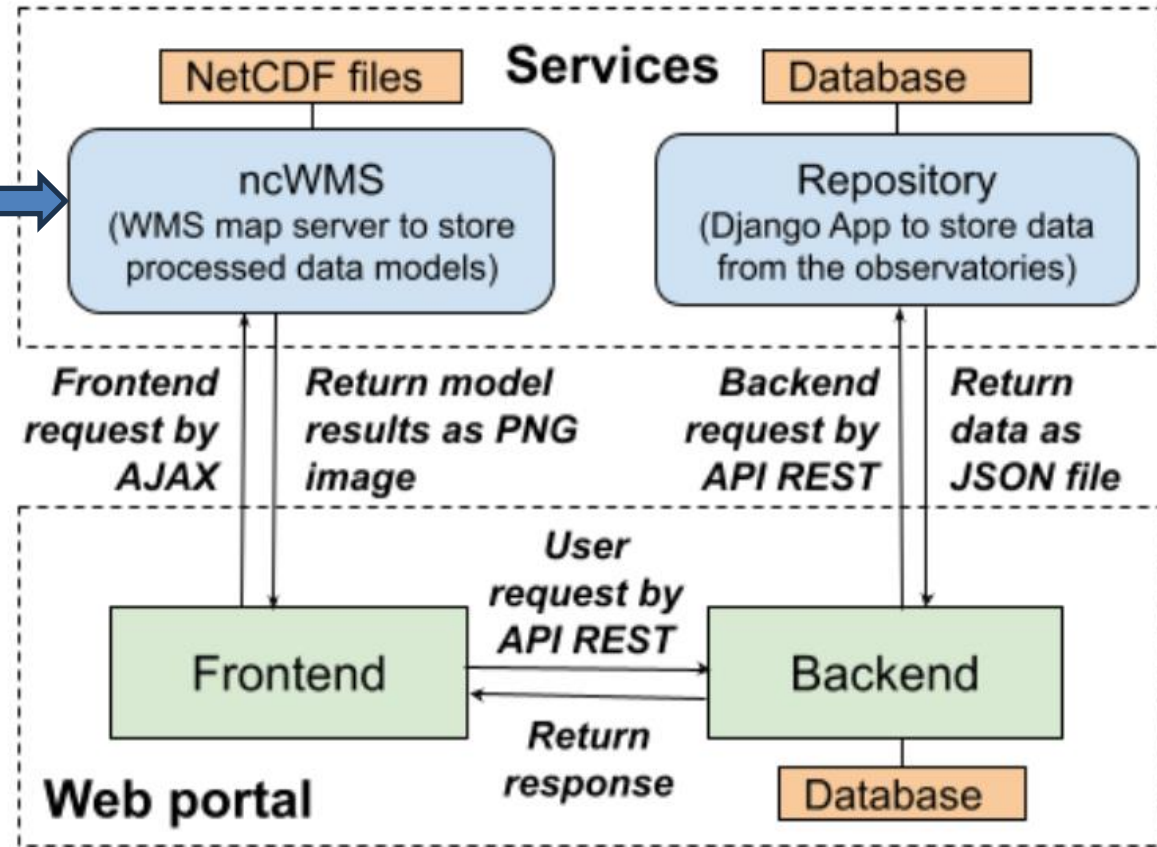 Services
NetCDF files
Database
ncWMS
(WMS map server to store
processed data models)
Repository
(Django App to store data
from the observatories)
Frontend
request by
AJAX
Return model
results as PNG
image
Backend
request by
API REST
Return
data as
JSON file
User
request by
API REST
Frontend
Backend
Return
response
Web portal
Database